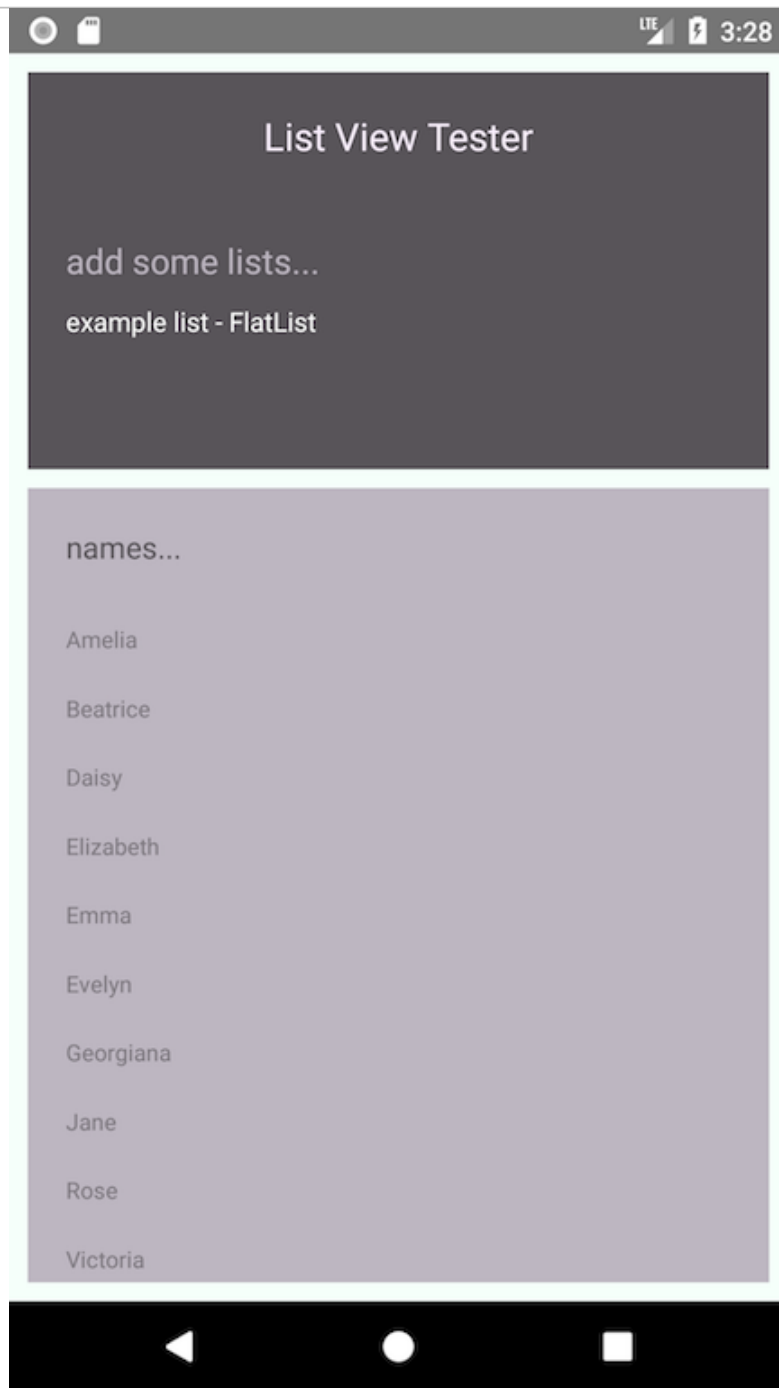 LTE 3:28
List View Tester
add some lists...
example list - FlatList
names...
Amelia
Beatrice
Daisy
Elizabeth
Emma
Evelyn
Georgiana
Jane
Rose
Victoria